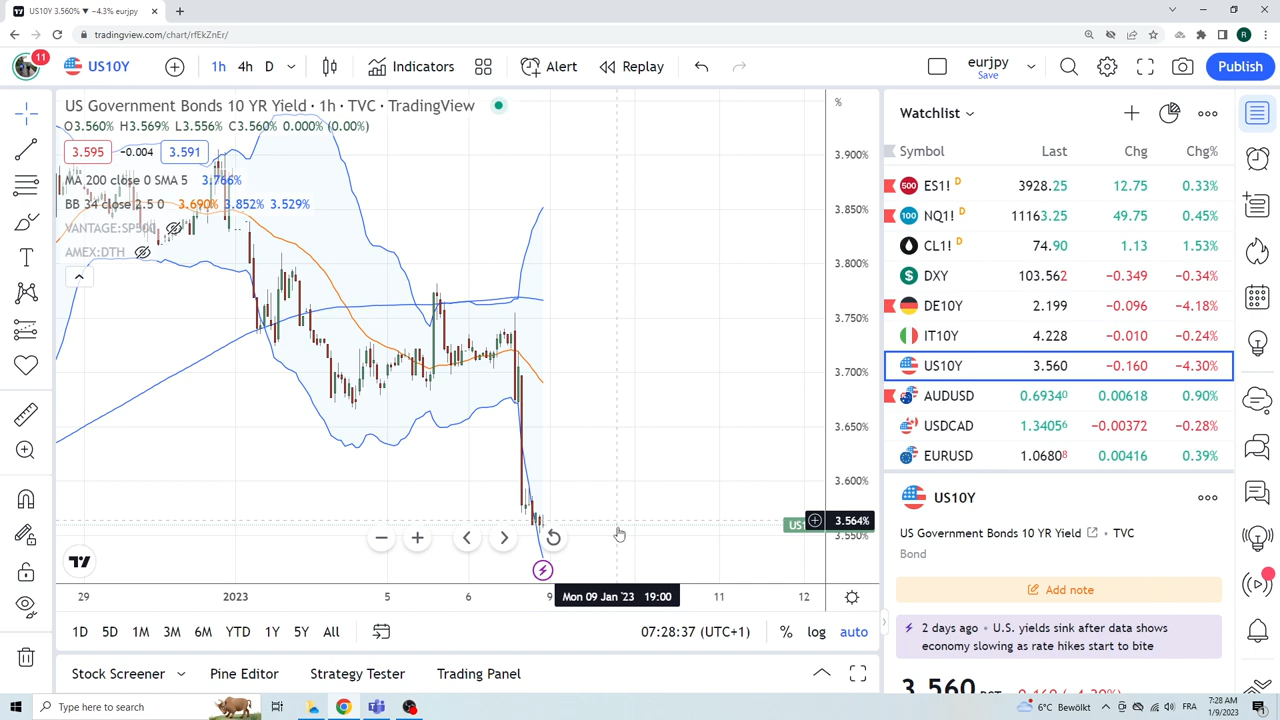 US10Y 3.560% ▼ −4.3% eurjpy
tradingview.com/chart/rfEkZnEr/
11
US10Y 1h 4h D Indicators Alert Replay eurjpy Save Publish
US Government Bonds 10 YR Yield · 1h · TVC · TradingView
O3.560% H3.569% L3.556% C3.560% 0.000% (0.00%)
3.595 −0.004 3.591
MA 200 close 0 SMA 5 3.766%
BB 34 close 2.5 0 3.690% 3.852% 3.529%
VANTAGE:SP500
AMEX:DTH
%
3.900%
3.850%
3.800%
3.750%
3.700%
3.650%
3.600%
3.564%
3.550%
US
29 2023 5 6 9 Mon 09 Jan '23 19:00 11 12
1D 5D 1M 3M 6M YTD 1Y 5Y All 07:28:37 (UTC+1) % log auto
Stock Screener Pine Editor Strategy Tester Trading Panel
Watchlist
Symbol Last Chg Chg%
500 ES1! D 3928.25 12.75 0.33%
100 NQ1! D 11163.25 49.75 0.45%
CL1! D 74.90 1.13 1.53%
$ DXY 103.562 −0.349 −0.34%
DE10Y 2.199 −0.096 −4.18%
IT10Y 4.228 −0.010 −0.24%
US10Y 3.560 −0.160 −4.30%
AUDUSD 0.69340 0.00618 0.90%
USDCAD 1.34056 −0.00372 −0.28%
EURUSD 1.06808 0.00416 0.39%
US10Y
US Government Bonds 10 YR Yield • TVC
Bond
Add note
2 days ago • U.S. yields sink after data shows
economy slowing as rate hikes start to bite
3.560
Type here to search
6°C Bewölkt FRA 7:28 AM
1/9/2023